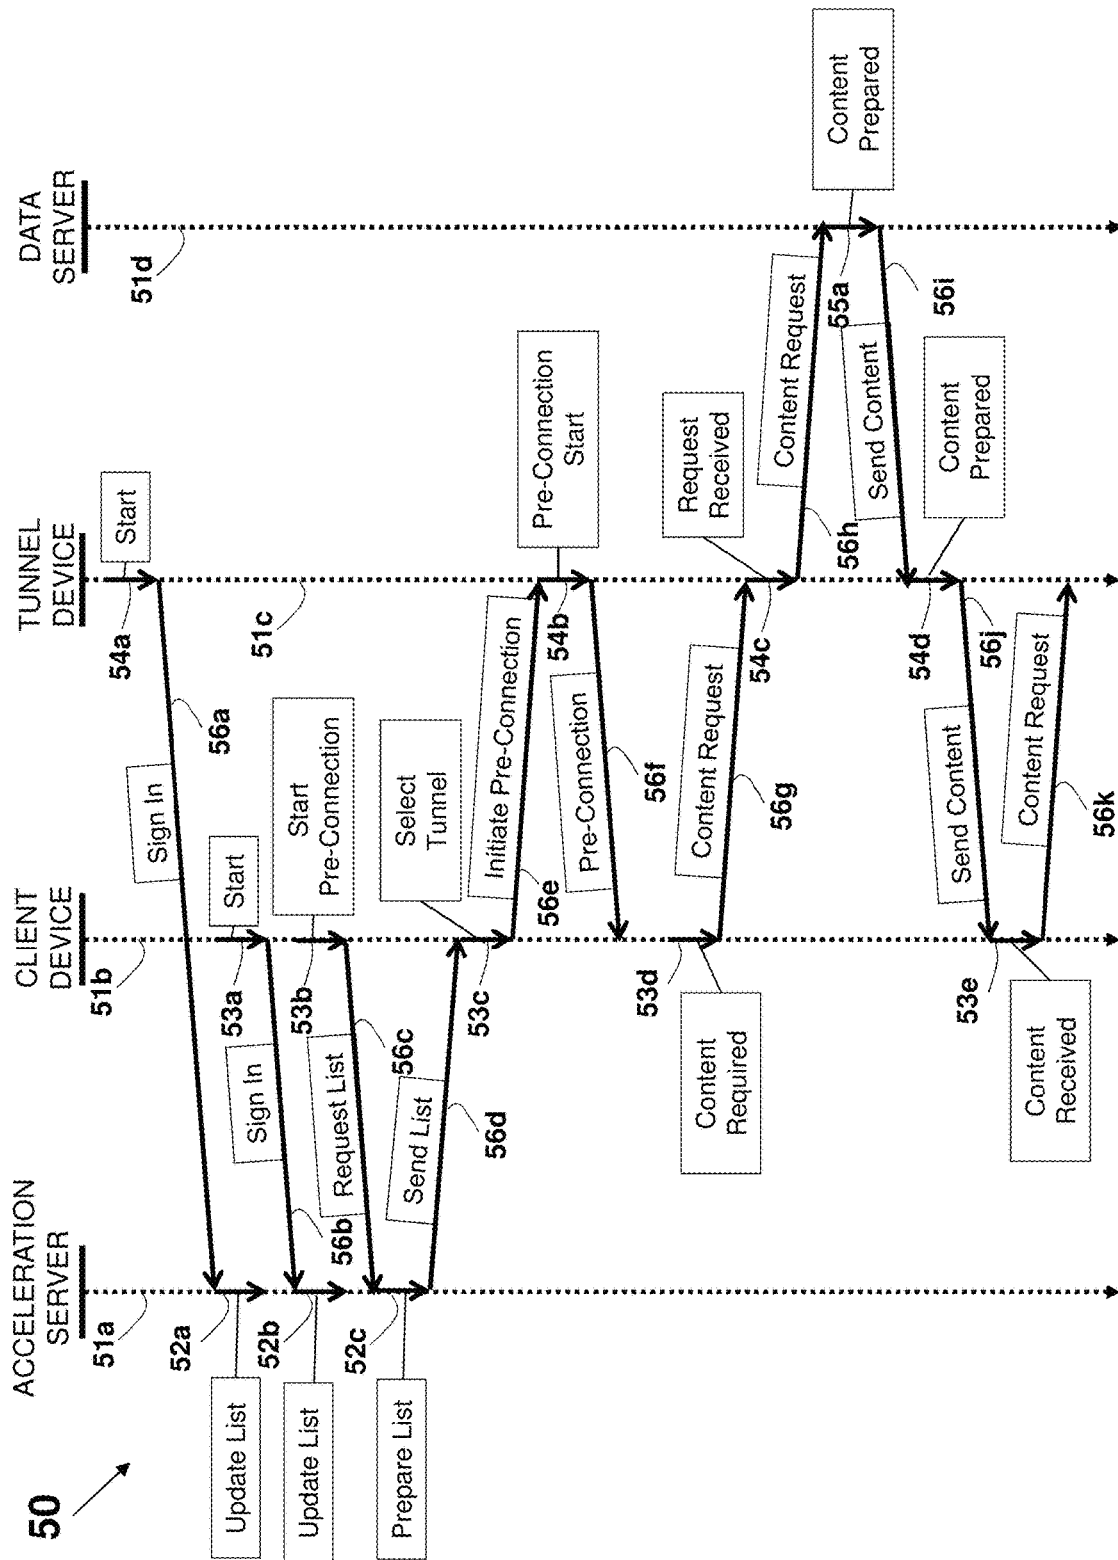 50
ACCELERATION
SERVER
CLIENT
DEVICE
TUNNEL
DEVICE
DATA
SERVER
51a
51b
51c
51d
54a
Start
56a
Sign In
52a
Update List
53a
Start
Sign In
56b
52b
Update List
53b
Start
Pre-Connection
56c
Request List
52c
Prepare List
Send List
56d
53c
Select
Tunnel
Initiate Pre-Connection
56e
54b
Pre-Connection
Start
Pre-Connection
56f
53d
Content
Required
Content Request
56g
54c
Request
Received
Content Request
56h
55a
Content
Prepared
Send Content
56i
54d
Content
Prepared
56j
Send Content
53e
Content
Received
Content Request
56k